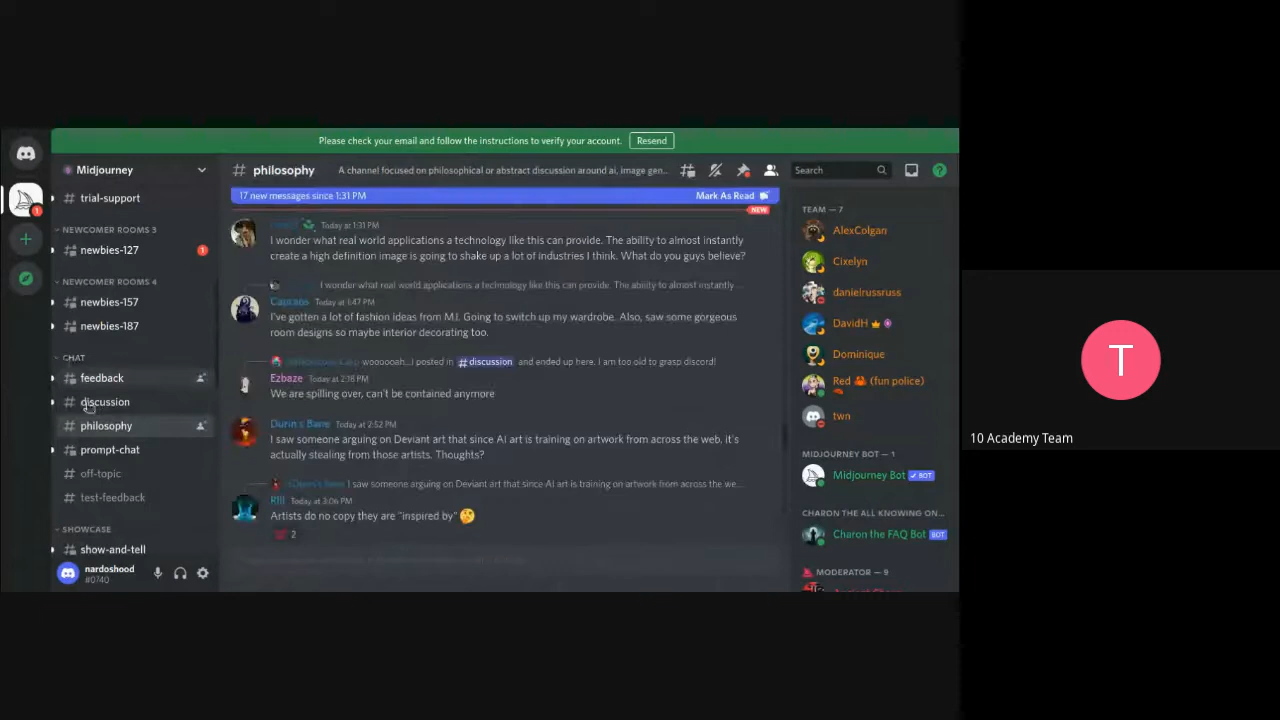 Please check your email and follow the instructions to verify your account.
Resend
Midjourney
trial-support
NEWCOMER ROOMS 3
newbies-127
1
NEWCOMER ROOMS 4
newbies-157
newbies-187
CHAT
feedback
discussion
philosophy
prompt-chat
off-topic
test-feedback
SHOWCASE
show-and-tell
nardoshood
#0740
1
# philosophy
A channel focused on philosophical or abstract discussion around ai, image gen...
Search
17 new messages since 1:31 PM
Mark As Read
NEW
Today at 1:31 PM
I wonder what real world applications a technology like this can provide. The ability to almost instantly
create a high definition image is going to shake up a lot of industries I think. What do you guys believe?
I wonder what real world applications a technology like this can provide. The ability to almost instantly ...
Today at 1:47 PM
I've gotten a lot of fashion ideas from M.I. Going to switch up my wardrobe. Also, saw some gorgeous
room designs so maybe interior decorating too.
woooooah...I posted in # discussion and ended up here. I am too old to grasp discord!
Ezbaze Today at 2:18 PM
We are spilling over, can't be contained anymore
Durin's Bane Today at 2:52 PM
I saw someone arguing on Deviant art that since AI art is training on artwork from across the web, it's
actually stealing from those artists. Thoughts?
I saw someone arguing on Deviant art that since AI art is training on artwork from across the we...
Today at 3:06 PM
Artists do no copy they are "inspired by"
2
TEAM — 7
AlexColgan
Cixelyn
danielrussruss
DavidH
Dominique
Red (fun police)
twn
MIDJOURNEY BOT — 1
Midjourney Bot BOT
CHARON THE ALL KNOWING ON...
Charon the FAQ Bot BOT
MODERATOR — 9
T
10 Academy Team